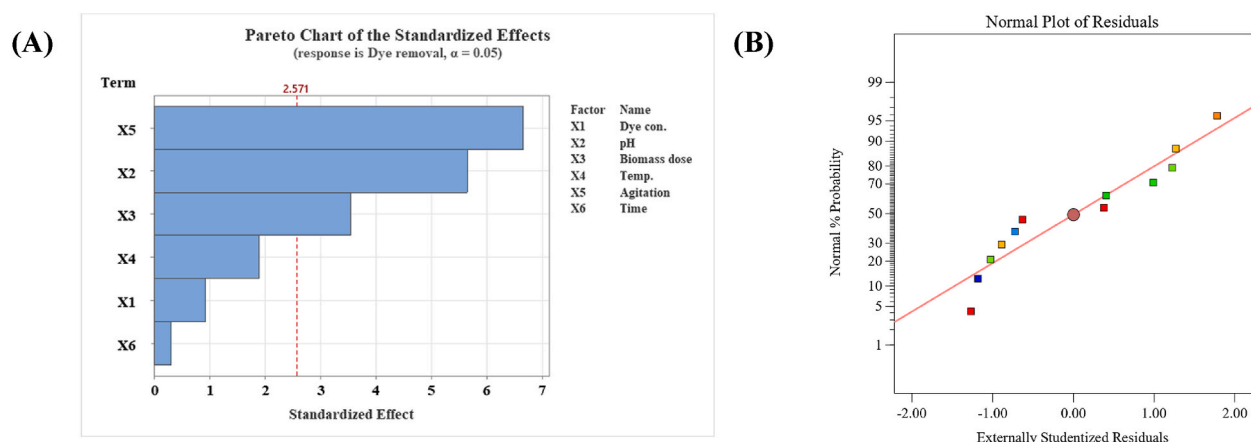 (A)
Pareto Chart of the Standardized Effects
(response is Dye removal, α = 0.05)
Term
2.571
X5
X2
X3
X4
X1
X6
0 1 2 3 4 5 6 7
Standardized Effect
Factor Name
X1 Dye con.
X2 pH
X3 Biomass dose
X4 Temp.
X5 Agitation
X6 Time
(B)
Normal Plot of Residuals
Normal % Probability
99
95
90
80
70
50
30
20
10
5
1
-2.00 -1.00 0.00 1.00 2.00
Externally Studentized Residuals